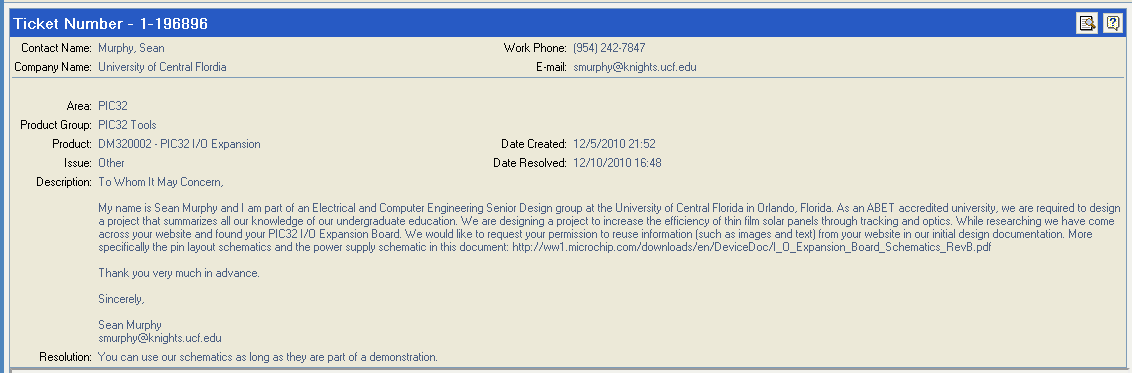 Ticket Number - 1-196896
Contact Name: Murphy, Sean Work Phone: (954) 242-7847
Company Name: University of Central Flordia E-mail: smurphy@knights.ucf.edu
Area: PIC32
Product Group: PIC32 Tools
Product: DM320002 - PIC32 I/O Expansion Date Created: 12/5/2010 21:52
Issue: Other Date Resolved: 12/10/2010 16:48
Description: To Whom It May Concern,
My name is Sean Murphy and I am part of an Electrical and Computer Engineering Senior Design group at the University of Central Florida in Orlando, Florida. As an ABET accredited university, we are required to design
a project that summarizes all our knowledge of our undergraduate education. We are designing a project to increase the efficiency of thin film solar panels through tracking and optics. While researching we have come
across your website and found your PIC32 I/O Expansion Board. We would like to request your permission to reuse information (such as images and text) from your website in our initial design documentation. More
specifically the pin layout schematics and the power supply schematic in this document: http://ww1.microchip.com/downloads/en/DeviceDoc/I_O_Expansion_Board_Schematics_RevB.pdf
Thank you very much in advance.
Sincerely,
Sean Murphy
smurphy@knights.ucf.edu
Resolution: You can use our schematics as long as they are part of a demonstration.